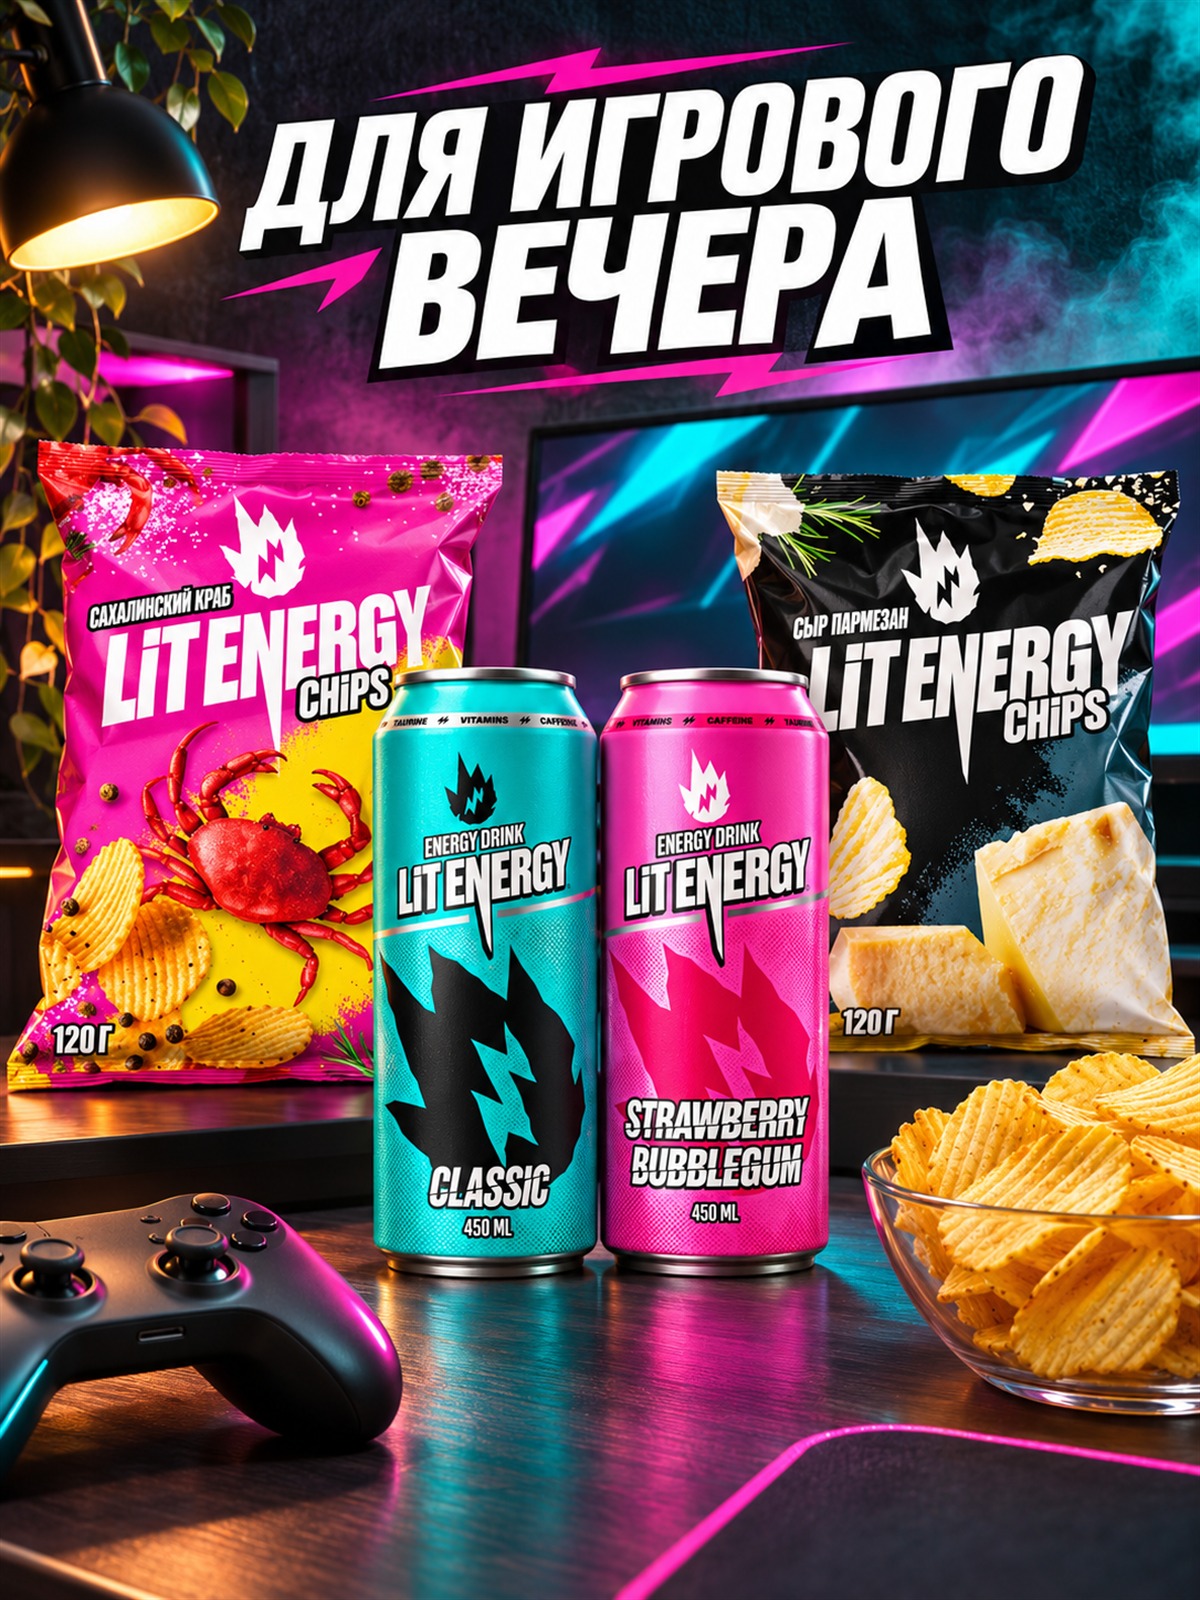 ДЛЯ ИГРОВОГО
ВЕЧЕРА
САХАЛИНСКИЙ КРАБ
LiT ENERGY
CHiPS
120 Г
СЫР ПАРМЕЗАН
LiT ENERGY
CHiPS
120 Г
TAURINE VITAMINS CAFFEINE
ENERGY DRINK
LiT ENERGY
CLASSIC
450 ML
VITAMINS CAFFEINE TAURINE
ENERGY DRINK
LiT ENERGY
STRAWBERRY
BUBBLEGUM
450 ML